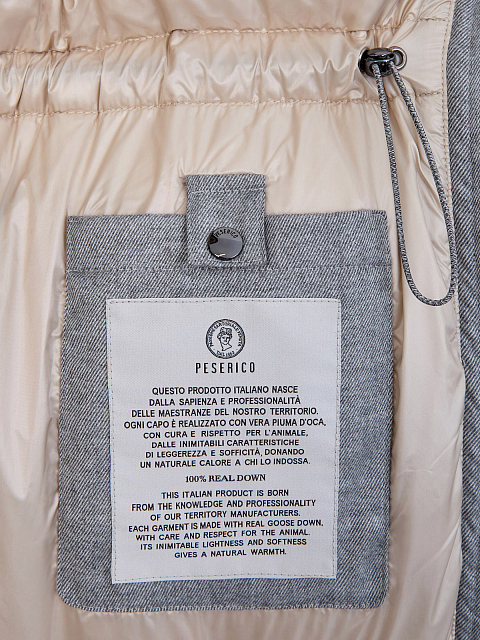 PESERICO
PESERICO
QUESTO PRODOTTO ITALIANO NASCE
DALLA SAPIENZA E PROFESSIONALITÀ
DELLE MAESTRANZE DEL NOSTRO TERRITORIO.
OGNI CAPO È REALIZZATO CON VERA PIUMA D'OCA,
CON CURA E RISPETTO PER L'ANIMALE,
DALLE INIMITABILI CARATTERISTICHE
DI LEGGEREZZA E SOFFICITÀ, DONANDO
UN NATURALE CALORE A CHI LO INDOSSA.
100% REAL DOWN
THIS ITALIAN PRODUCT IS BORN
FROM THE KNOWLEDGE AND PROFESSIONALITY
OF OUR TERRITORY MANUFACTURERS.
EACH GARMENT IS MADE WITH REAL GOOSE DOWN,
WITH CARE AND RESPECT FOR THE ANIMAL.
ITS INIMITABLE LIGHTNESS AND SOFTNESS
GIVES A NATURAL WARMTH.